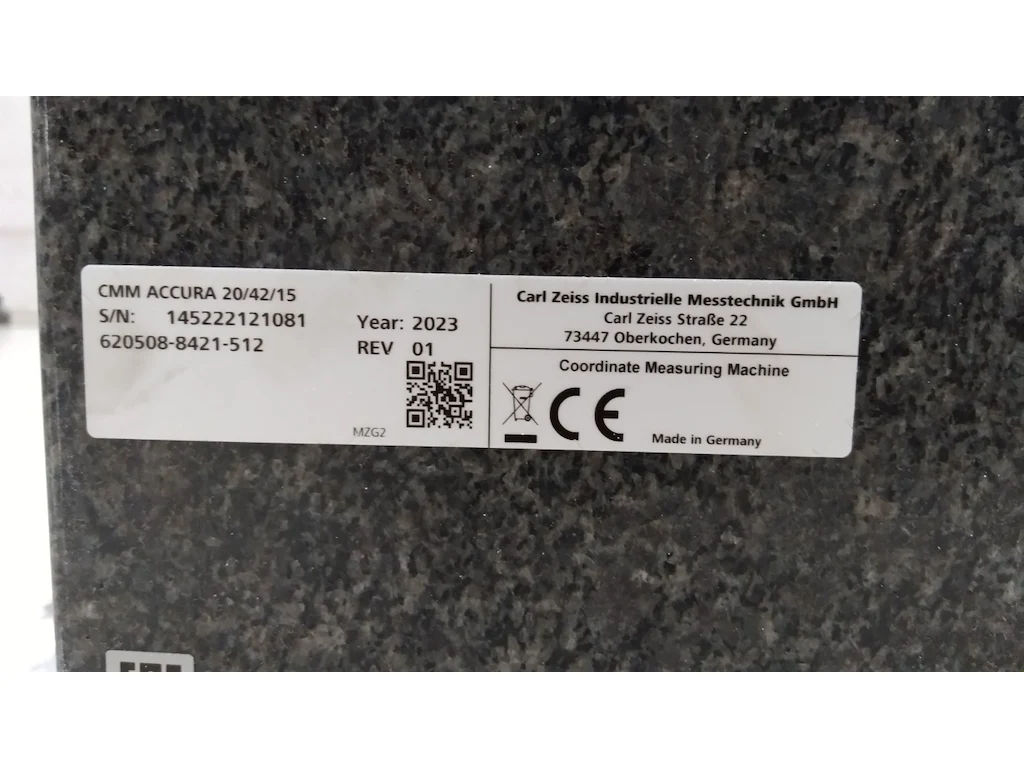 CMM ACCURA 20/42/15
S/N: 145222121081
620508-8421-512
Year: 2023
REV 01
MZG2
Carl Zeiss Industrielle Messtechnik GmbH
Carl Zeiss Straße 22
73447 Oberkochen, Germany
Coordinate Measuring Machine
CE
Made in Germany